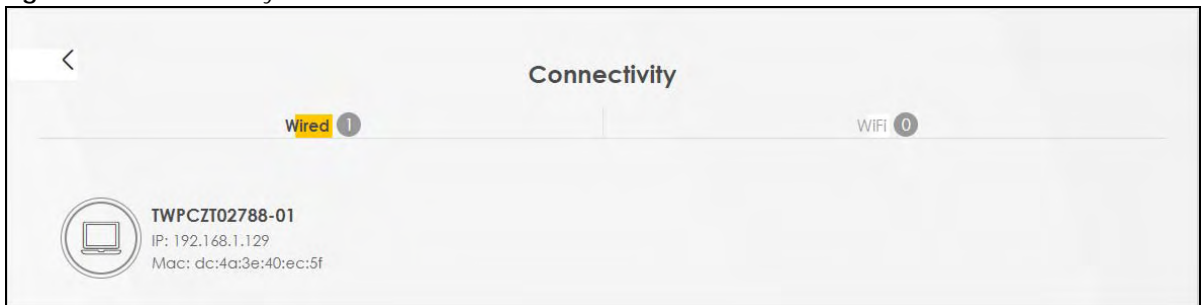 Connectivity
Wired 1
WiFi 0
TWPCZT02788-01
IP: 192.168.1.129
Mac: dc:4a:3e:40:ec:5f